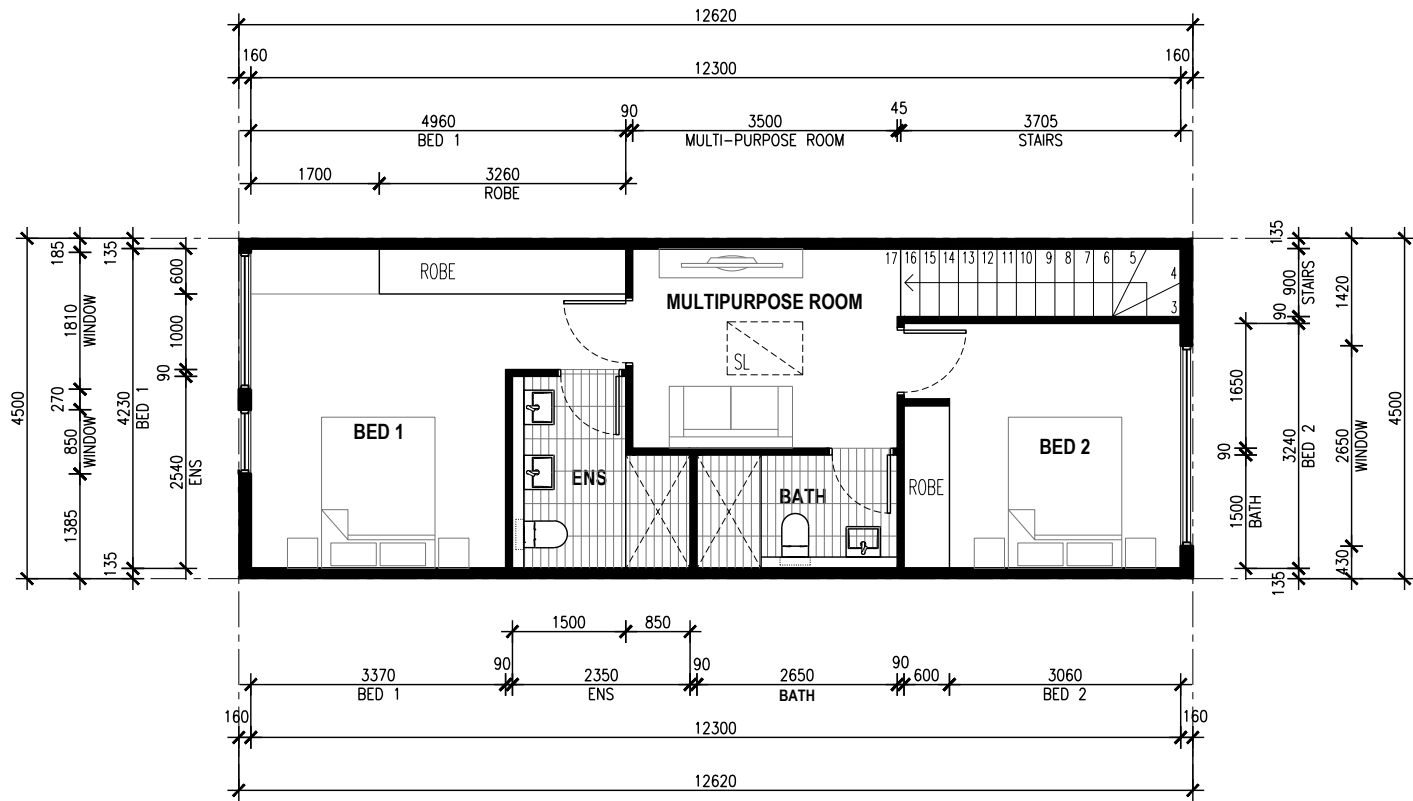 12620
160 12300 160
4960 90 3500 45 3705
BED 1 MULTI-PURPOSE ROOM STAIRS
1700 3260
ROBE
4500
185
1810
WINDOW
270
850
WINDOW
1385
135
4230
BED 1
135
600
1000
90
2540
ENS
ROBE
MULTIPURPOSE ROOM
17 16 15 14 13 12 11 10 9 8 7 6 5
4
3
SL
BED 1
ENS
BATH
ROBE
BED 2
1650
90
1500
BATH
135
900
STAIRS
90
3240
BED 2
135
1420
2650
WINDOW
430
4500
1500 850
3370 90 2350 90 2650 90 600 3060
BED 1 ENS BATH BED 2
160 12300 160
12620